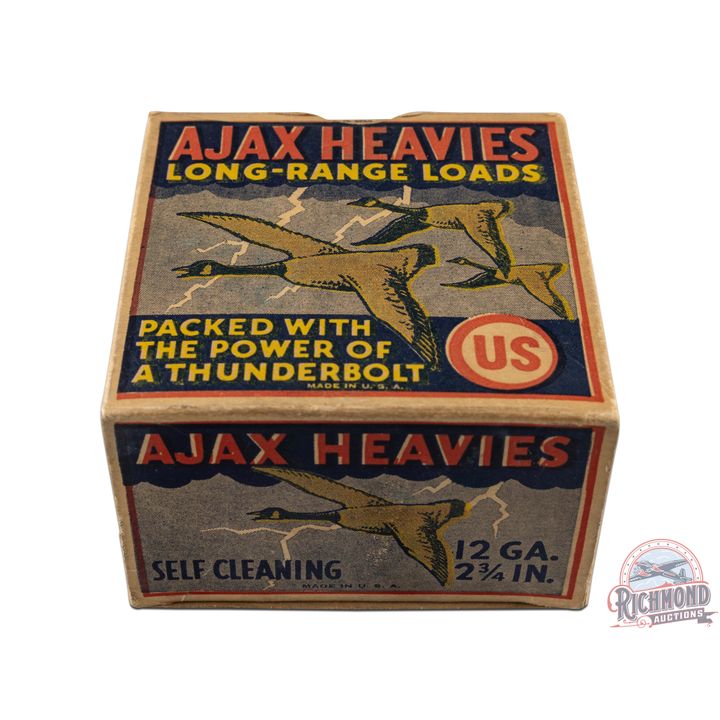 AJAX HEAVIES
LONG-RANGE LOADS
PACKED WITH
THE POWER OF
A THUNDERBOLT
MADE IN U.S.A.
US
AJAX HEAVIES
SELF CLEANING
12 GA.
2¾ IN.
MADE IN U.S.A.
RICHMOND
AUCTIONS